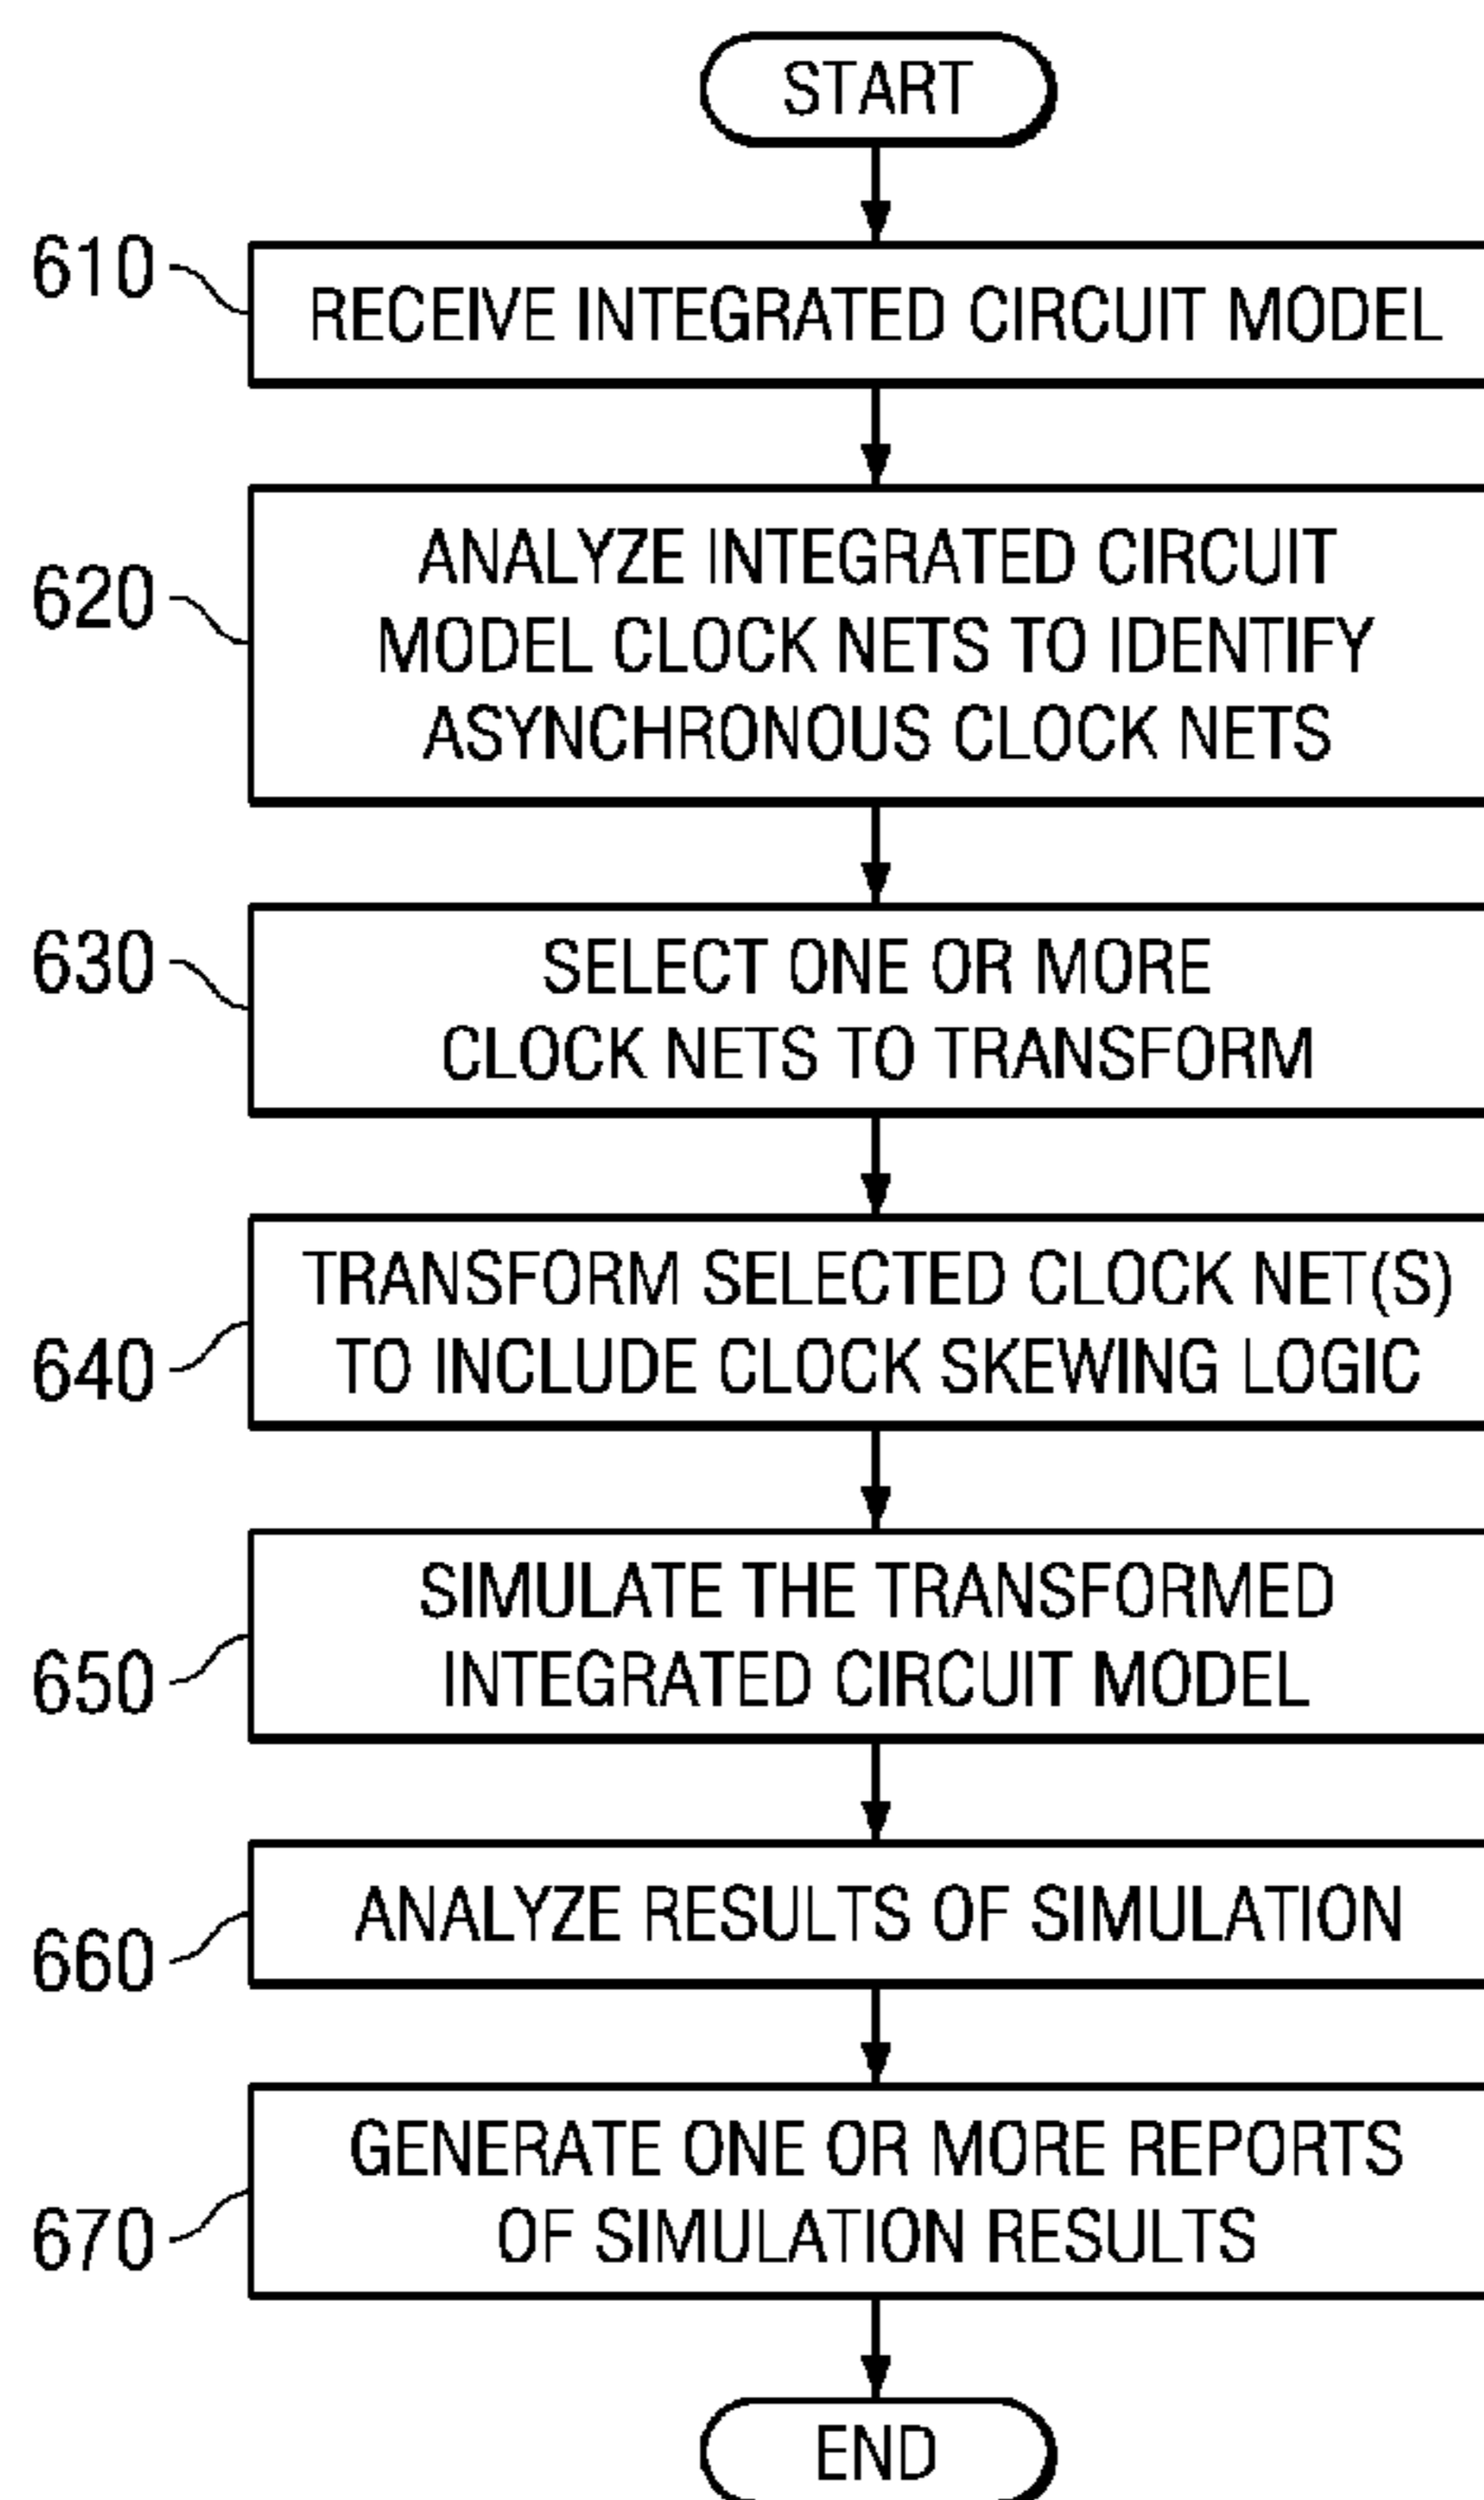 START
610
RECEIVE INTEGRATED CIRCUIT MODEL
620
ANALYZE INTEGRATED CIRCUIT
MODEL CLOCK NETS TO IDENTIFY
ASYNCHRONOUS CLOCK NETS
630
SELECT ONE OR MORE
CLOCK NETS TO TRANSFORM
640
TRANSFORM SELECTED CLOCK NET(S)
TO INCLUDE CLOCK SKEWING LOGIC
650
SIMULATE THE TRANSFORMED
INTEGRATED CIRCUIT MODEL
660
ANALYZE RESULTS OF SIMULATION
670
GENERATE ONE OR MORE REPORTS
OF SIMULATION RESULTS
END